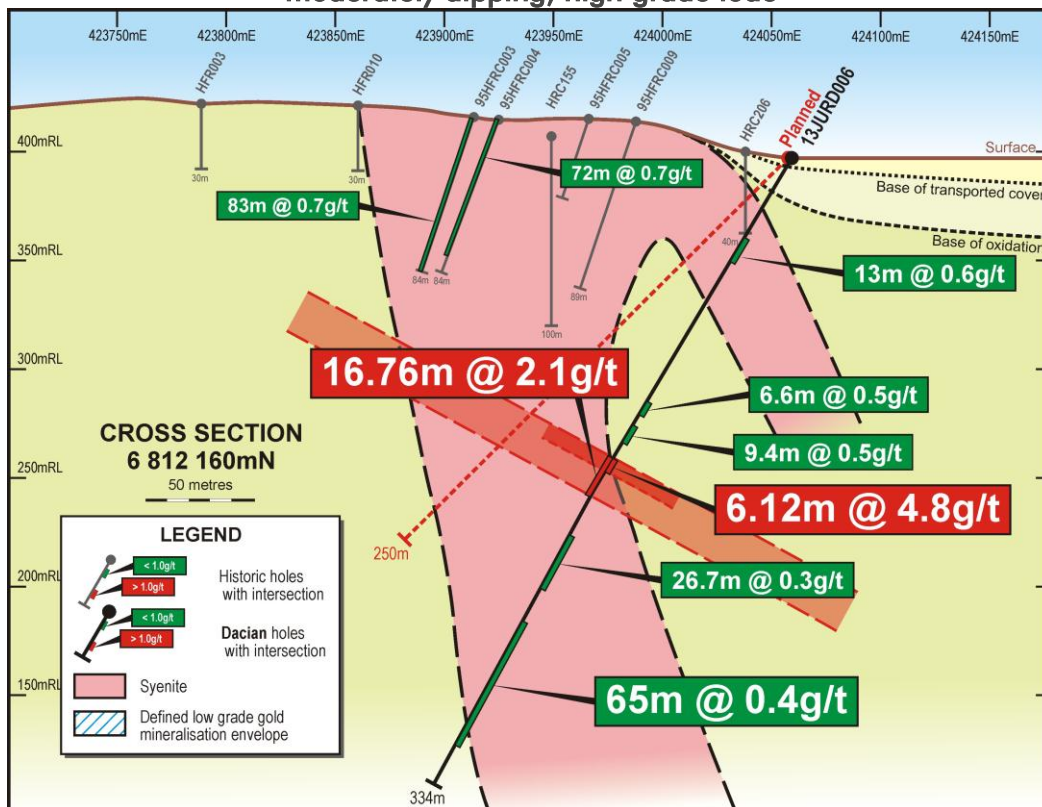 moderately dipping, high grade lode
423750mE 423800mE 423850mE 423900mE 423950mE 424000mE 424050mE 424100mE 424150mE
HFR003
HFR010
95HFRC003
95HFRC004
HRC155
95HFRC005
95HFRC009
HRC206
Planned
13JURD006
400mRL
350mRL
300mRL
250mRL
200mRL
150mRL
Surface
Base of transported cover
Base of oxidation
30m
30m
84m
84m
100m
89m
40m
72m @ 0.7g/t
83m @ 0.7g/t
13m @ 0.6g/t
16.76m @ 2.1g/t
6.6m @ 0.5g/t
9.4m @ 0.5g/t
6.12m @ 4.8g/t
26.7m @ 0.3g/t
65m @ 0.4g/t
250m
334m
CROSS SECTION
6 812 160mN
50 metres
LEGEND
< 1.0g/t
> 1.0g/t
Historic holes
with intersection
< 1.0g/t
> 1.0g/t
Dacian holes
with intersection
Syenite
Defined low grade gold
mineralisation envelope